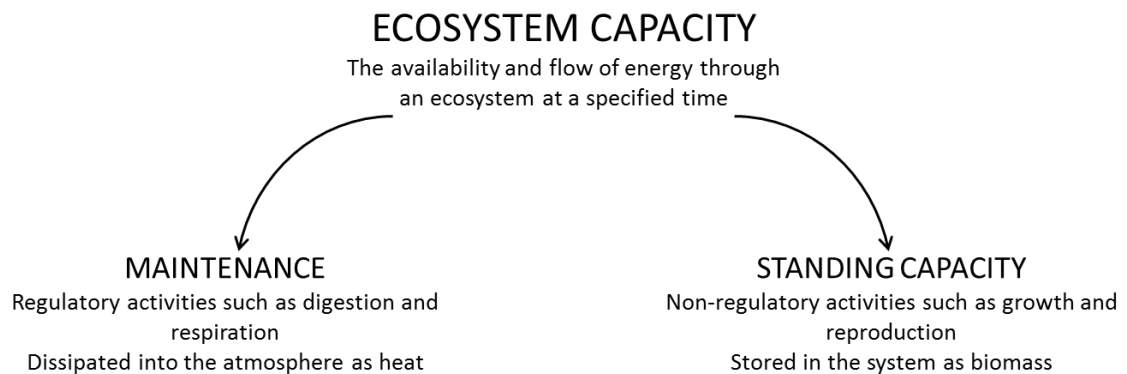 ECOSYSTEM CAPACITY
The availability and flow of energy through
an ecosystem at a specified time
MAINTENANCE
Regulatory activities such as digestion and
respiration
Dissipated into the atmosphere as heat
STANDING CAPACITY
Non-regulatory activities such as growth and
reproduction
Stored in the system as biomass